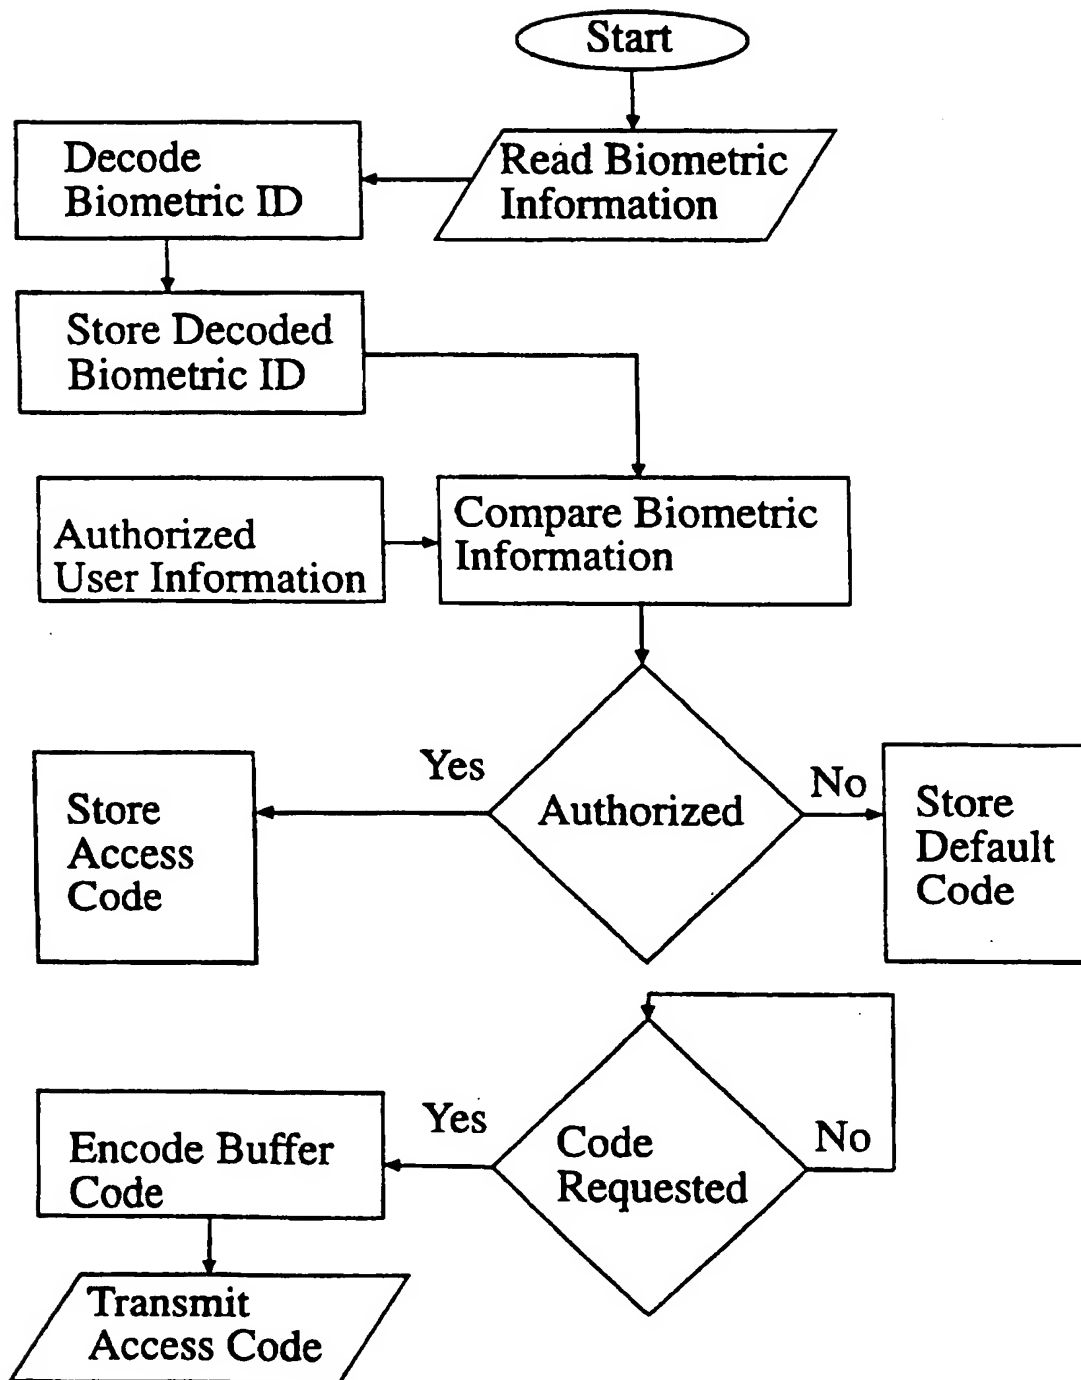 Start
Read Biometric
Information
Decode
Biometric ID
Store Decoded
Biometric ID
Authorized
User Information
Compare Biometric
Information
Authorized
Yes
No
Store
Access
Code
Store
Default
Code
Code
Requested
Yes
No
Encode Buffer
Code
Transmit
Access Code